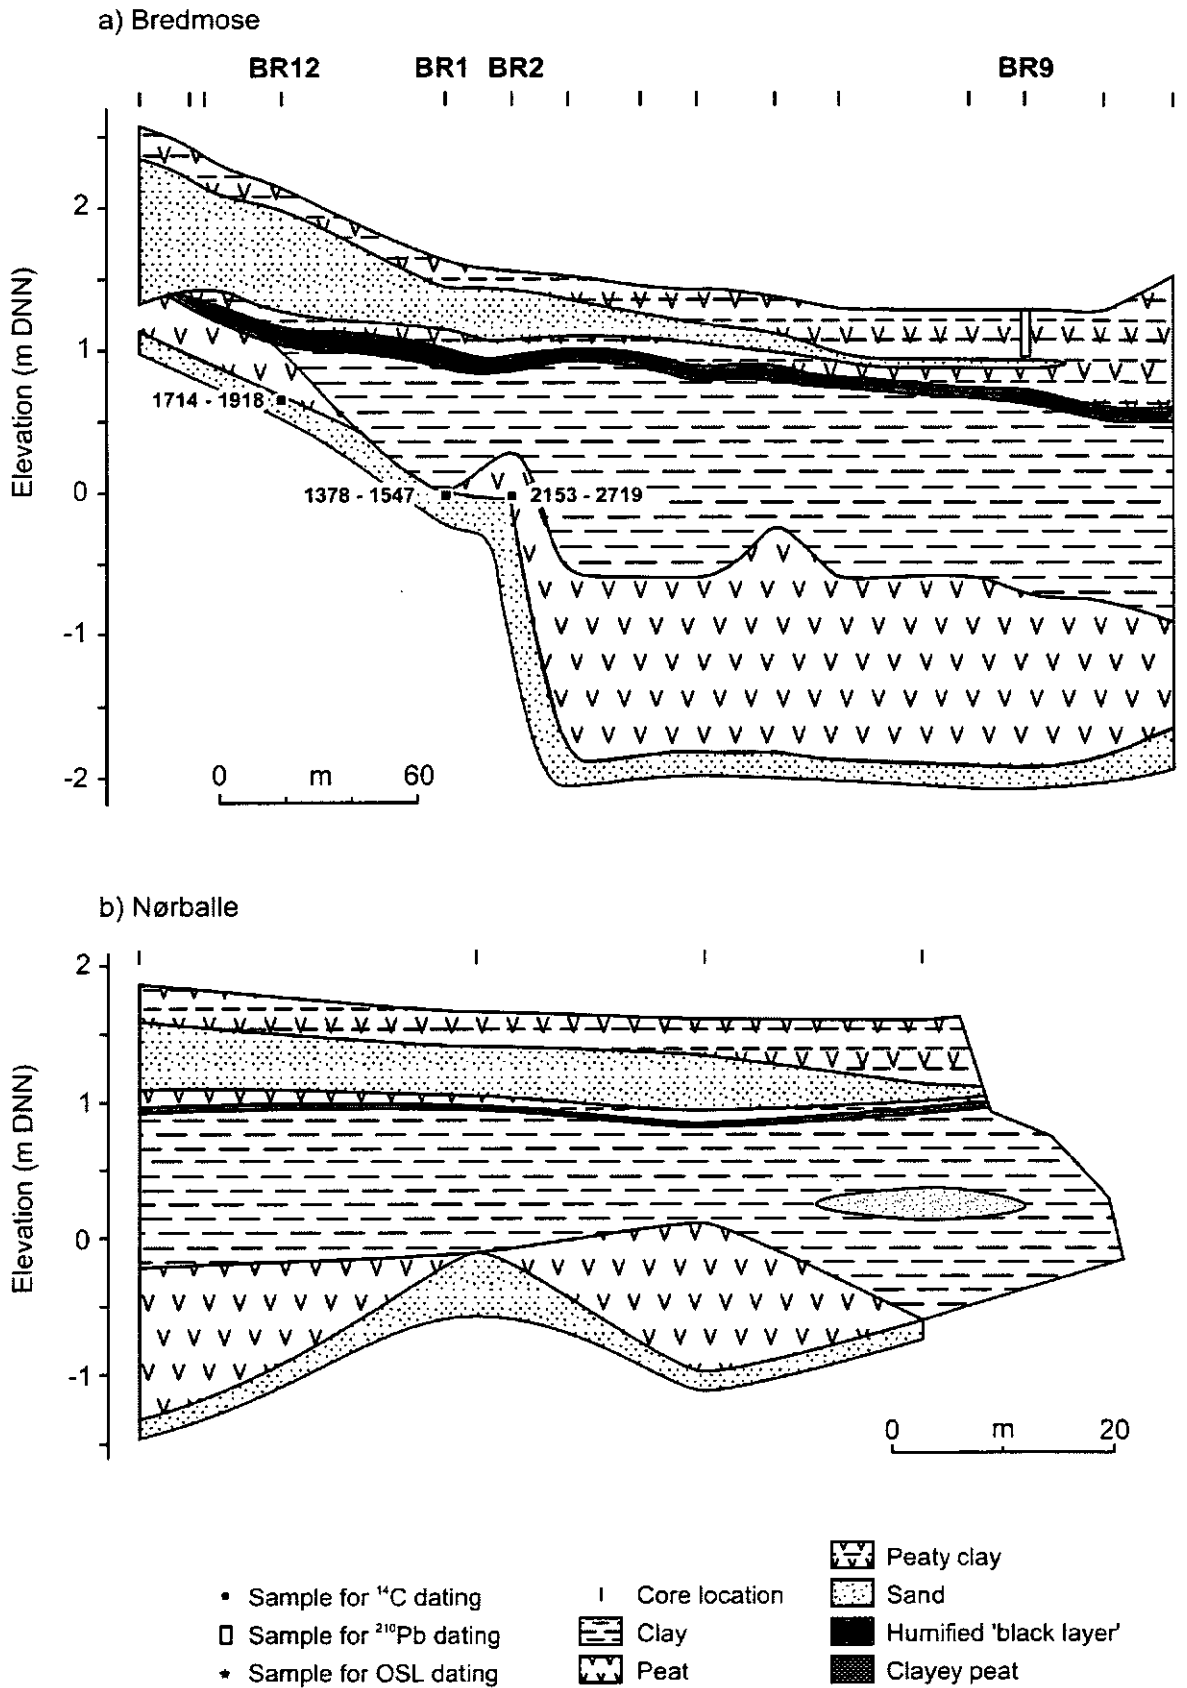 a) Bredmose
BR12 BR1 BR2 BR9
Elevation (m DNN)
2
1
0
-1
-2
1714 - 1918
1378 - 1547
2153 - 2719
0 m 60
b) Nørballe
Elevation (m DNN)
2
1
0
-1
0 m 20
Sample for ¹⁴C dating
Sample for ²¹⁰Pb dating
Sample for OSL dating
Core location
Clay
Peat
Peaty clay
Sand
Humified 'black layer'
Clayey peat